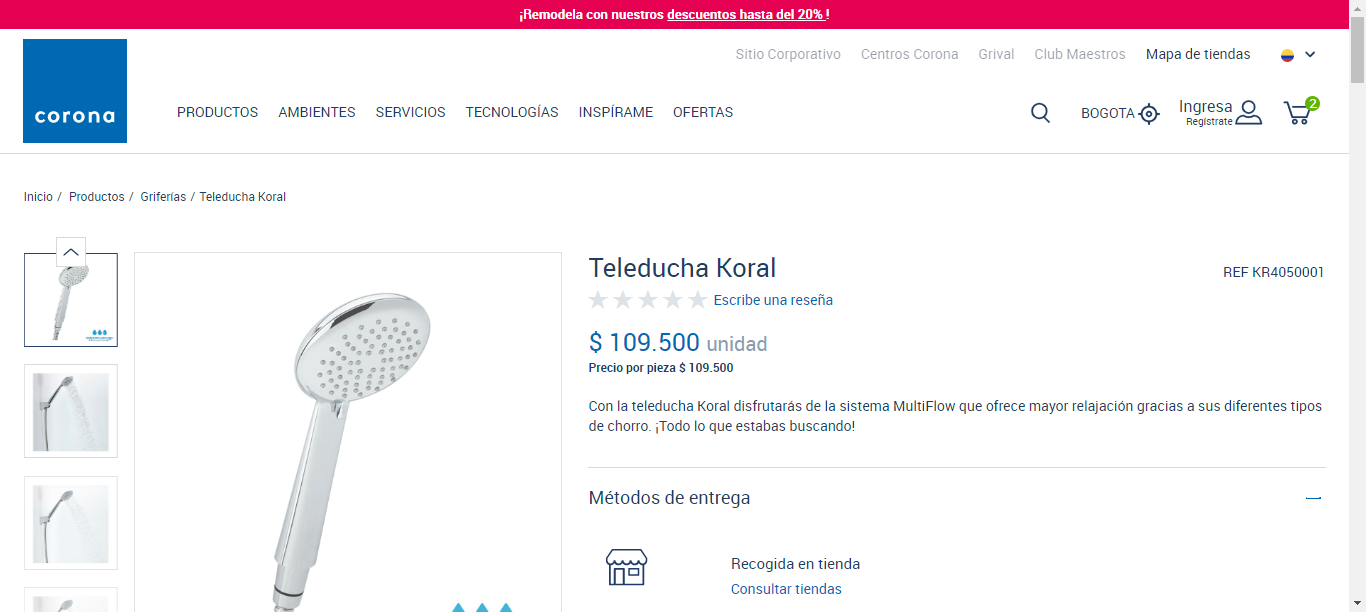 ¡Remodela con nuestros descuentos hasta del 20% !
Sitio Corporativo Centros Corona Grival Club Maestros Mapa de tiendas
corona
PRODUCTOS AMBIENTES SERVICIOS TECNOLOGÍAS INSPÍRAME OFERTAS
BOGOTA
Ingresa
Regístrate
2
Inicio / Productos / Griferías / Teleducha Koral
Teleducha Koral
REF KR4050001
Escribe una reseña
$ 109.500 unidad
Precio por pieza $ 109.500
Con la teleducha Koral disfrutarás de la sistema MultiFlow que ofrece mayor relajación gracias a sus diferentes tipos
de chorro. ¡Todo lo que estabas buscando!
Métodos de entrega
Recogida en tienda
Consultar tiendas